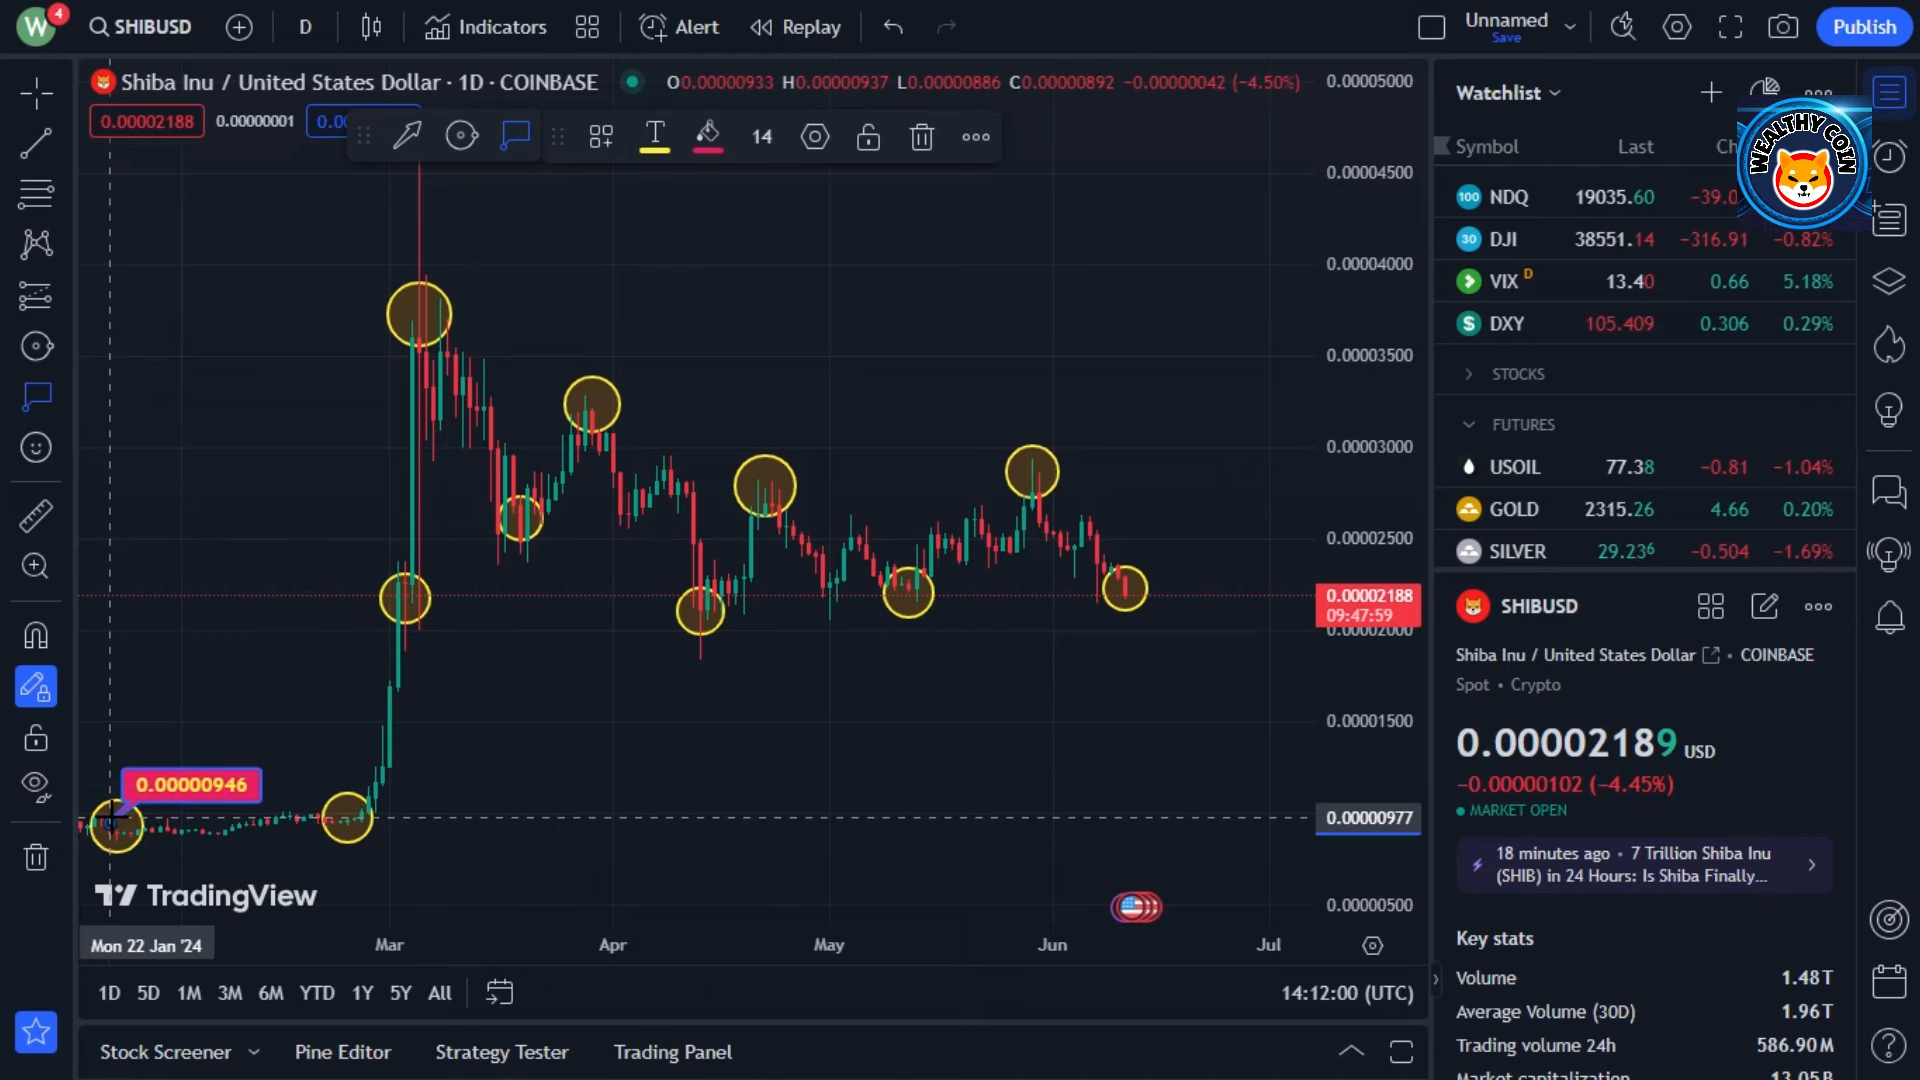 W 4 SHIBUSD D Indicators Alert Replay Unnamed Save Publish
Shiba Inu / United States Dollar · 1D · COINBASE O0.00000933 H0.00000937 L0.00000886 C0.00000892 −0.00000042 (−4.50%)
0.00002188 0.00000001
T 14
0.00005000
0.00004500
0.00004000
0.00003500
0.00003000
0.00002500
0.00002188
09:47:59
0.00002000
0.00001500
0.00000977
0.00000500
0.00000946
TradingView
Mon 22 Jan '24 Mar Apr May Jun Jul
1D 5D 1M 3M 6M YTD 1Y 5Y All 14:12:00 (UTC)
Stock Screener Pine Editor Strategy Tester Trading Panel
Watchlist
WEALTHY COIN
Symbol Last
100 NDQ 19035.60
30 DJI 38551.14 −316.91 −0.82%
VIX D 13.40 0.66 5.18%
$ DXY 105.409 0.306 0.29%
STOCKS
FUTURES
USOIL 77.38 −0.81 −1.04%
GOLD 2315.26 4.66 0.20%
SILVER 29.236 −0.504 −1.69%
SHIBUSD
Shiba Inu / United States Dollar • COINBASE
Spot • Crypto
0.00002189 USD
−0.00000102 (−4.45%)
MARKET OPEN
18 minutes ago • 7 Trillion Shiba Inu
(SHIB) in 24 Hours: Is Shiba Finally...
Key stats
Volume 1.48T
Average Volume (30D) 1.96T
Trading volume 24h 586.90M
Market capitalization 13.05B